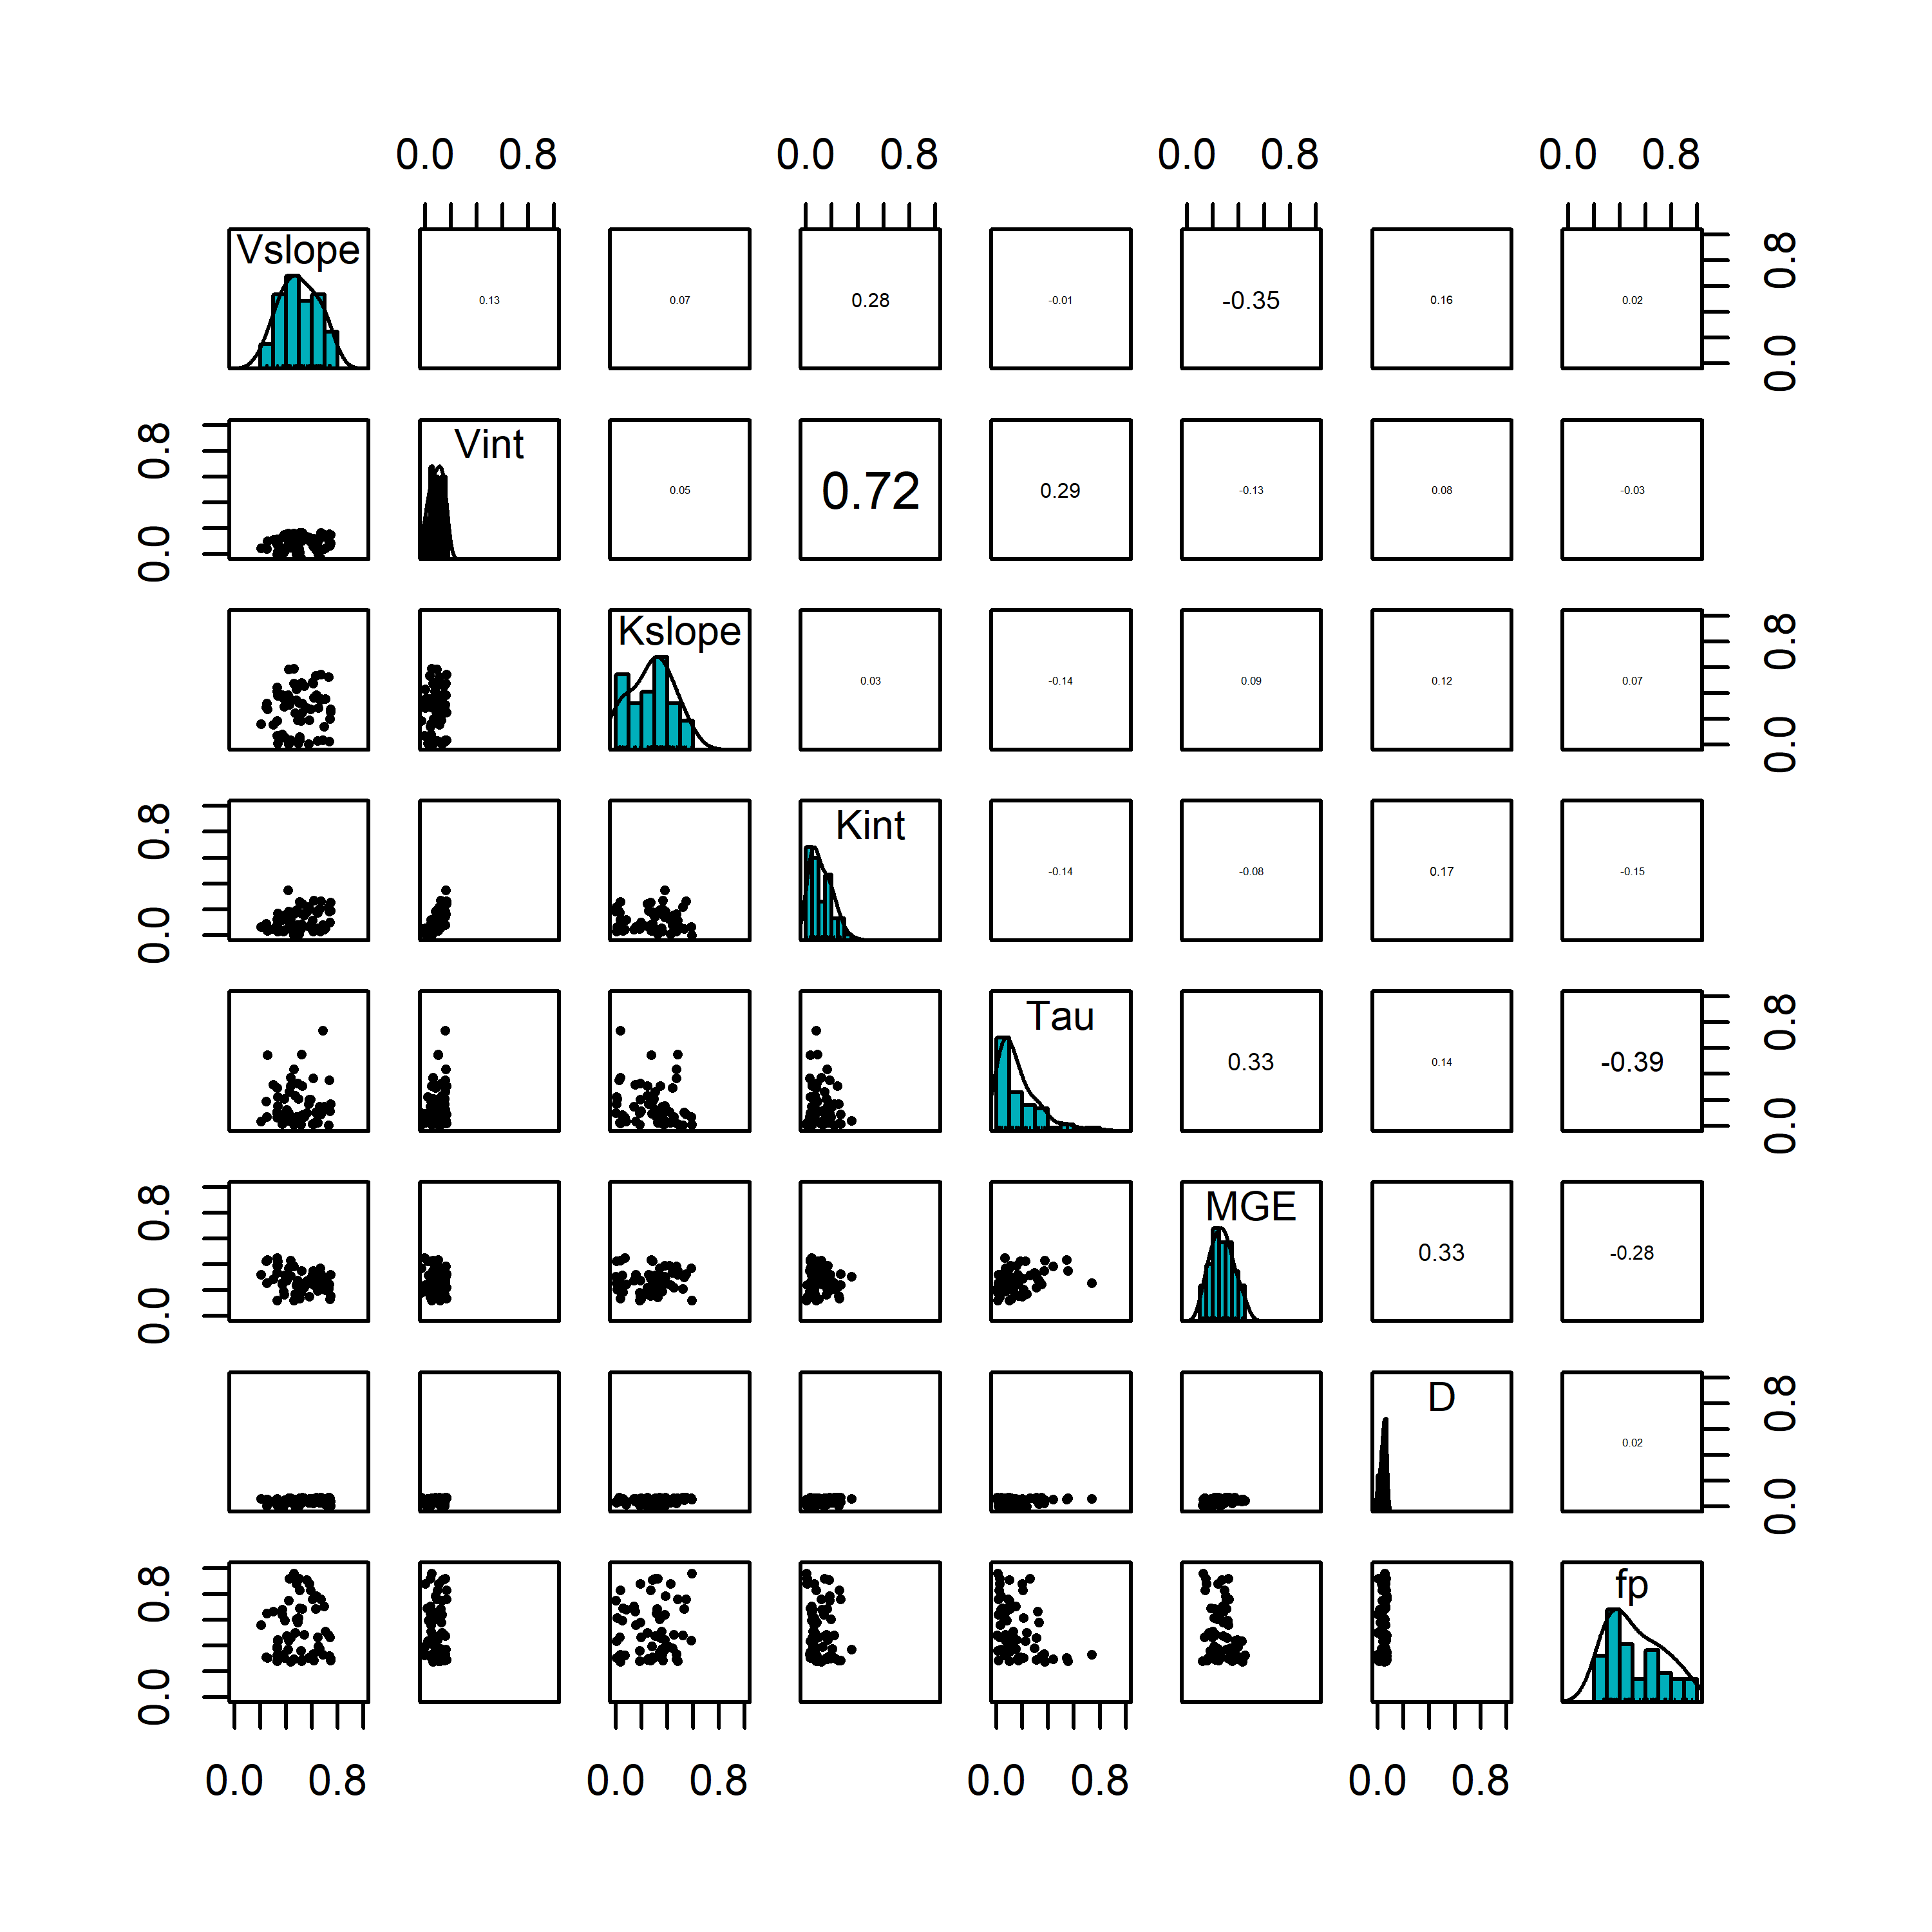 0.0 0.8 0.0 0.8 0.0 0.8 0.0 0.8
Vslope 0.13 0.07 0.28 -0.01 -0.35 0.16 0.02 0.0 0.8
0.0 0.8 Vint 0.05 0.72 0.29 -0.13 0.08 -0.03
Kslope 0.03 -0.14 0.09 0.12 0.07 0.0 0.8
0.0 0.8 Kint -0.14 -0.08 0.17 -0.15
Tau 0.33 0.14 -0.39 0.0 0.8
0.0 0.8 MGE 0.33 -0.28
D 0.02 0.0 0.8
0.0 0.8 fp
0.0 0.8 0.0 0.8 0.0 0.8 0.0 0.8